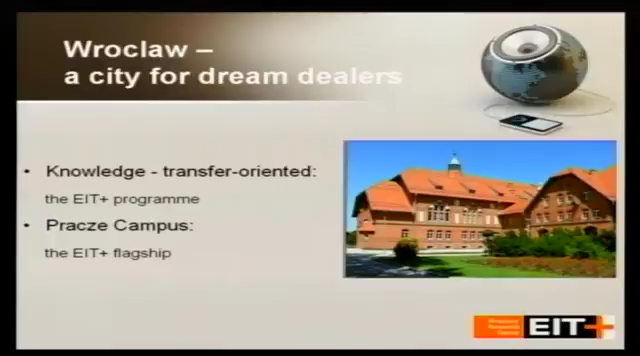 Wroclaw –
a city for dream dealers
• Knowledge - transfer-oriented:
the EIT+ programme
• Pracze Campus:
the EIT+ flagship
EIT+